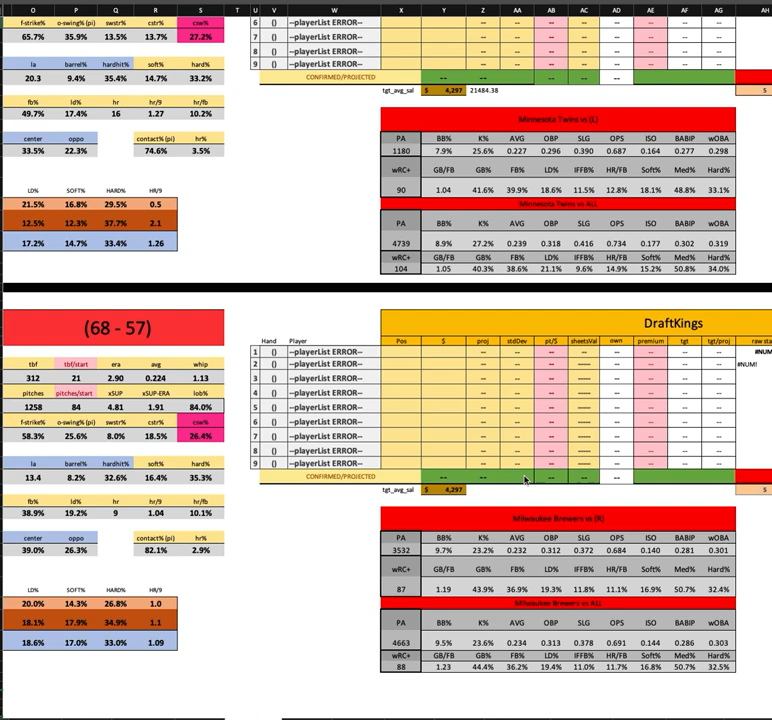 O P Q R S T U V W X Y Z AA AB AC AD AE AF AG AH
f-strike% o-swing% (pi) swstr% cstr% csw% 6 () --playerList ERROR-- -- -- -- -- -- -- -- --
65.7% 35.9% 13.5% 13.7% 27.2% 7 () --playerList ERROR-- -- -- -- -- -- -- -- --
8 () --playerList ERROR-- -- -- -- -- -- -- -- --
la barrel% hardhit% soft% hard% 9 () --playerList ERROR-- -- -- -- -- -- -- -- --
20.3 9.4% 35.4% 14.7% 33.2% CONFIRMED/PROJECTED -- -- -- -- -- --
tgt_avg_sal $ 4,297 21484.38 5
fb% ld% hr hr/9 hr/fb
49.7% 17.4% 16 1.27 10.2% Minnesota Twins vs (L)
center oppo contact% (pi) hr% PA BB% K% AVG OBP SLG OPS ISO BABIP wOBA
33.5% 22.3% 74.6% 3.5% 1180 7.9% 25.6% 0.227 0.296 0.390 0.687 0.164 0.277 0.298
wRC+ GB/FB GB% FB% LD% IFFB% HR/FB Soft% Med% Hard%
LD% SOFT% HARD% HR/9 90 1.04 41.6% 39.9% 18.6% 11.5% 12.8% 18.1% 48.8% 33.1%
21.5% 16.8% 29.5% 0.5 Minnesota Twins vs ALL
12.5% 12.3% 37.7% 2.1 PA BB% K% AVG OBP SLG OPS ISO BABIP wOBA
17.2% 14.7% 33.4% 1.26 4739 8.9% 27.2% 0.239 0.318 0.416 0.734 0.177 0.302 0.319
wRC+ GB/FB GB% FB% LD% IFFB% HR/FB Soft% Med% Hard%
104 1.05 40.3% 38.6% 21.1% 9.6% 14.9% 15.2% 50.8% 34.0%
(68 - 57) DraftKings
Hand Player Pos $ proj stdDev pt/$ sheetsVal own premium tgt tgt/proj raw sta
1 () --playerList ERROR-- -- -- -- -- -- -- -- -- #NUM
tbf tbf/start era avg whip 2 () --playerList ERROR-- -- -- -- ----- -- -- -- -- #NUM!
312 21 2.90 0.224 1.13 3 () --playerList ERROR-- -- -- -- ----- -- -- -- --
pitches pitches/start xSUP xSUP-ERA lob% 4 () --playerList ERROR-- -- -- -- ----- -- -- -- --
1258 84 4.81 1.91 84.0% 5 () --playerList ERROR-- -- -- -- ----- -- -- -- --
f-strike% o-swing% (pi) swstr% cstr% csw% 6 () --playerList ERROR-- -- -- -- ----- -- -- -- --
58.3% 25.6% 8.0% 18.5% 26.4% 7 () --playerList ERROR-- -- -- -- ----- -- -- -- --
8 () --playerList ERROR-- -- -- -- ----- -- -- -- --
la barrel% hardhit% soft% hard% 9 () --playerList ERROR-- -- -- -- ----- -- -- -- --
13.4 8.2% 32.6% 16.4% 35.3% CONFIRMED/PROJECTED -- -- -- -- -- --
tgt_avg_sal $ 4,297 5
fb% ld% hr hr/9 hr/fb
38.9% 19.2% 9 1.04 10.1% Milwaukee Brewers vs (R)
center oppo contact% (pi) hr% PA BB% K% AVG OBP SLG OPS ISO BABIP wOBA
39.0% 26.3% 82.1% 2.9% 3532 9.7% 23.2% 0.232 0.312 0.372 0.684 0.140 0.281 0.301
wRC+ GB/FB GB% FB% LD% IFFB% HR/FB Soft% Med% Hard%
LD% SOFT% HARD% HR/9 87 1.19 43.9% 36.9% 19.3% 11.8% 11.1% 16.9% 50.7% 32.4%
20.0% 14.3% 26.8% 1.0 Milwaukee Brewers vs ALL
18.1% 17.9% 34.9% 1.1 PA BB% K% AVG OBP SLG OPS ISO BABIP wOBA
18.6% 17.0% 33.0% 1.09 4663 9.5% 23.6% 0.234 0.313 0.378 0.691 0.144 0.286 0.303
wRC+ GB/FB GB% FB% LD% IFFB% HR/FB Soft% Med% Hard%
88 1.23 44.4% 36.2% 19.4% 11.0% 11.7% 16.8% 50.7% 32.5%